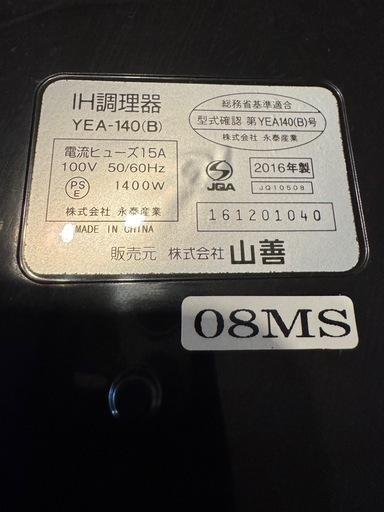 IH調理器
YEA-140(B)
電流ヒューズ15A
100V 50/60Hz
PS
E
1400W
株式会社 永泰産業
MADE IN CHINA
総務省基準適合
型式確認 第YEA140(B)号
株式会社 永泰産業
S
JQA
2016年製
JQ10508
161201040
販売元 株式会社 山善
08MS